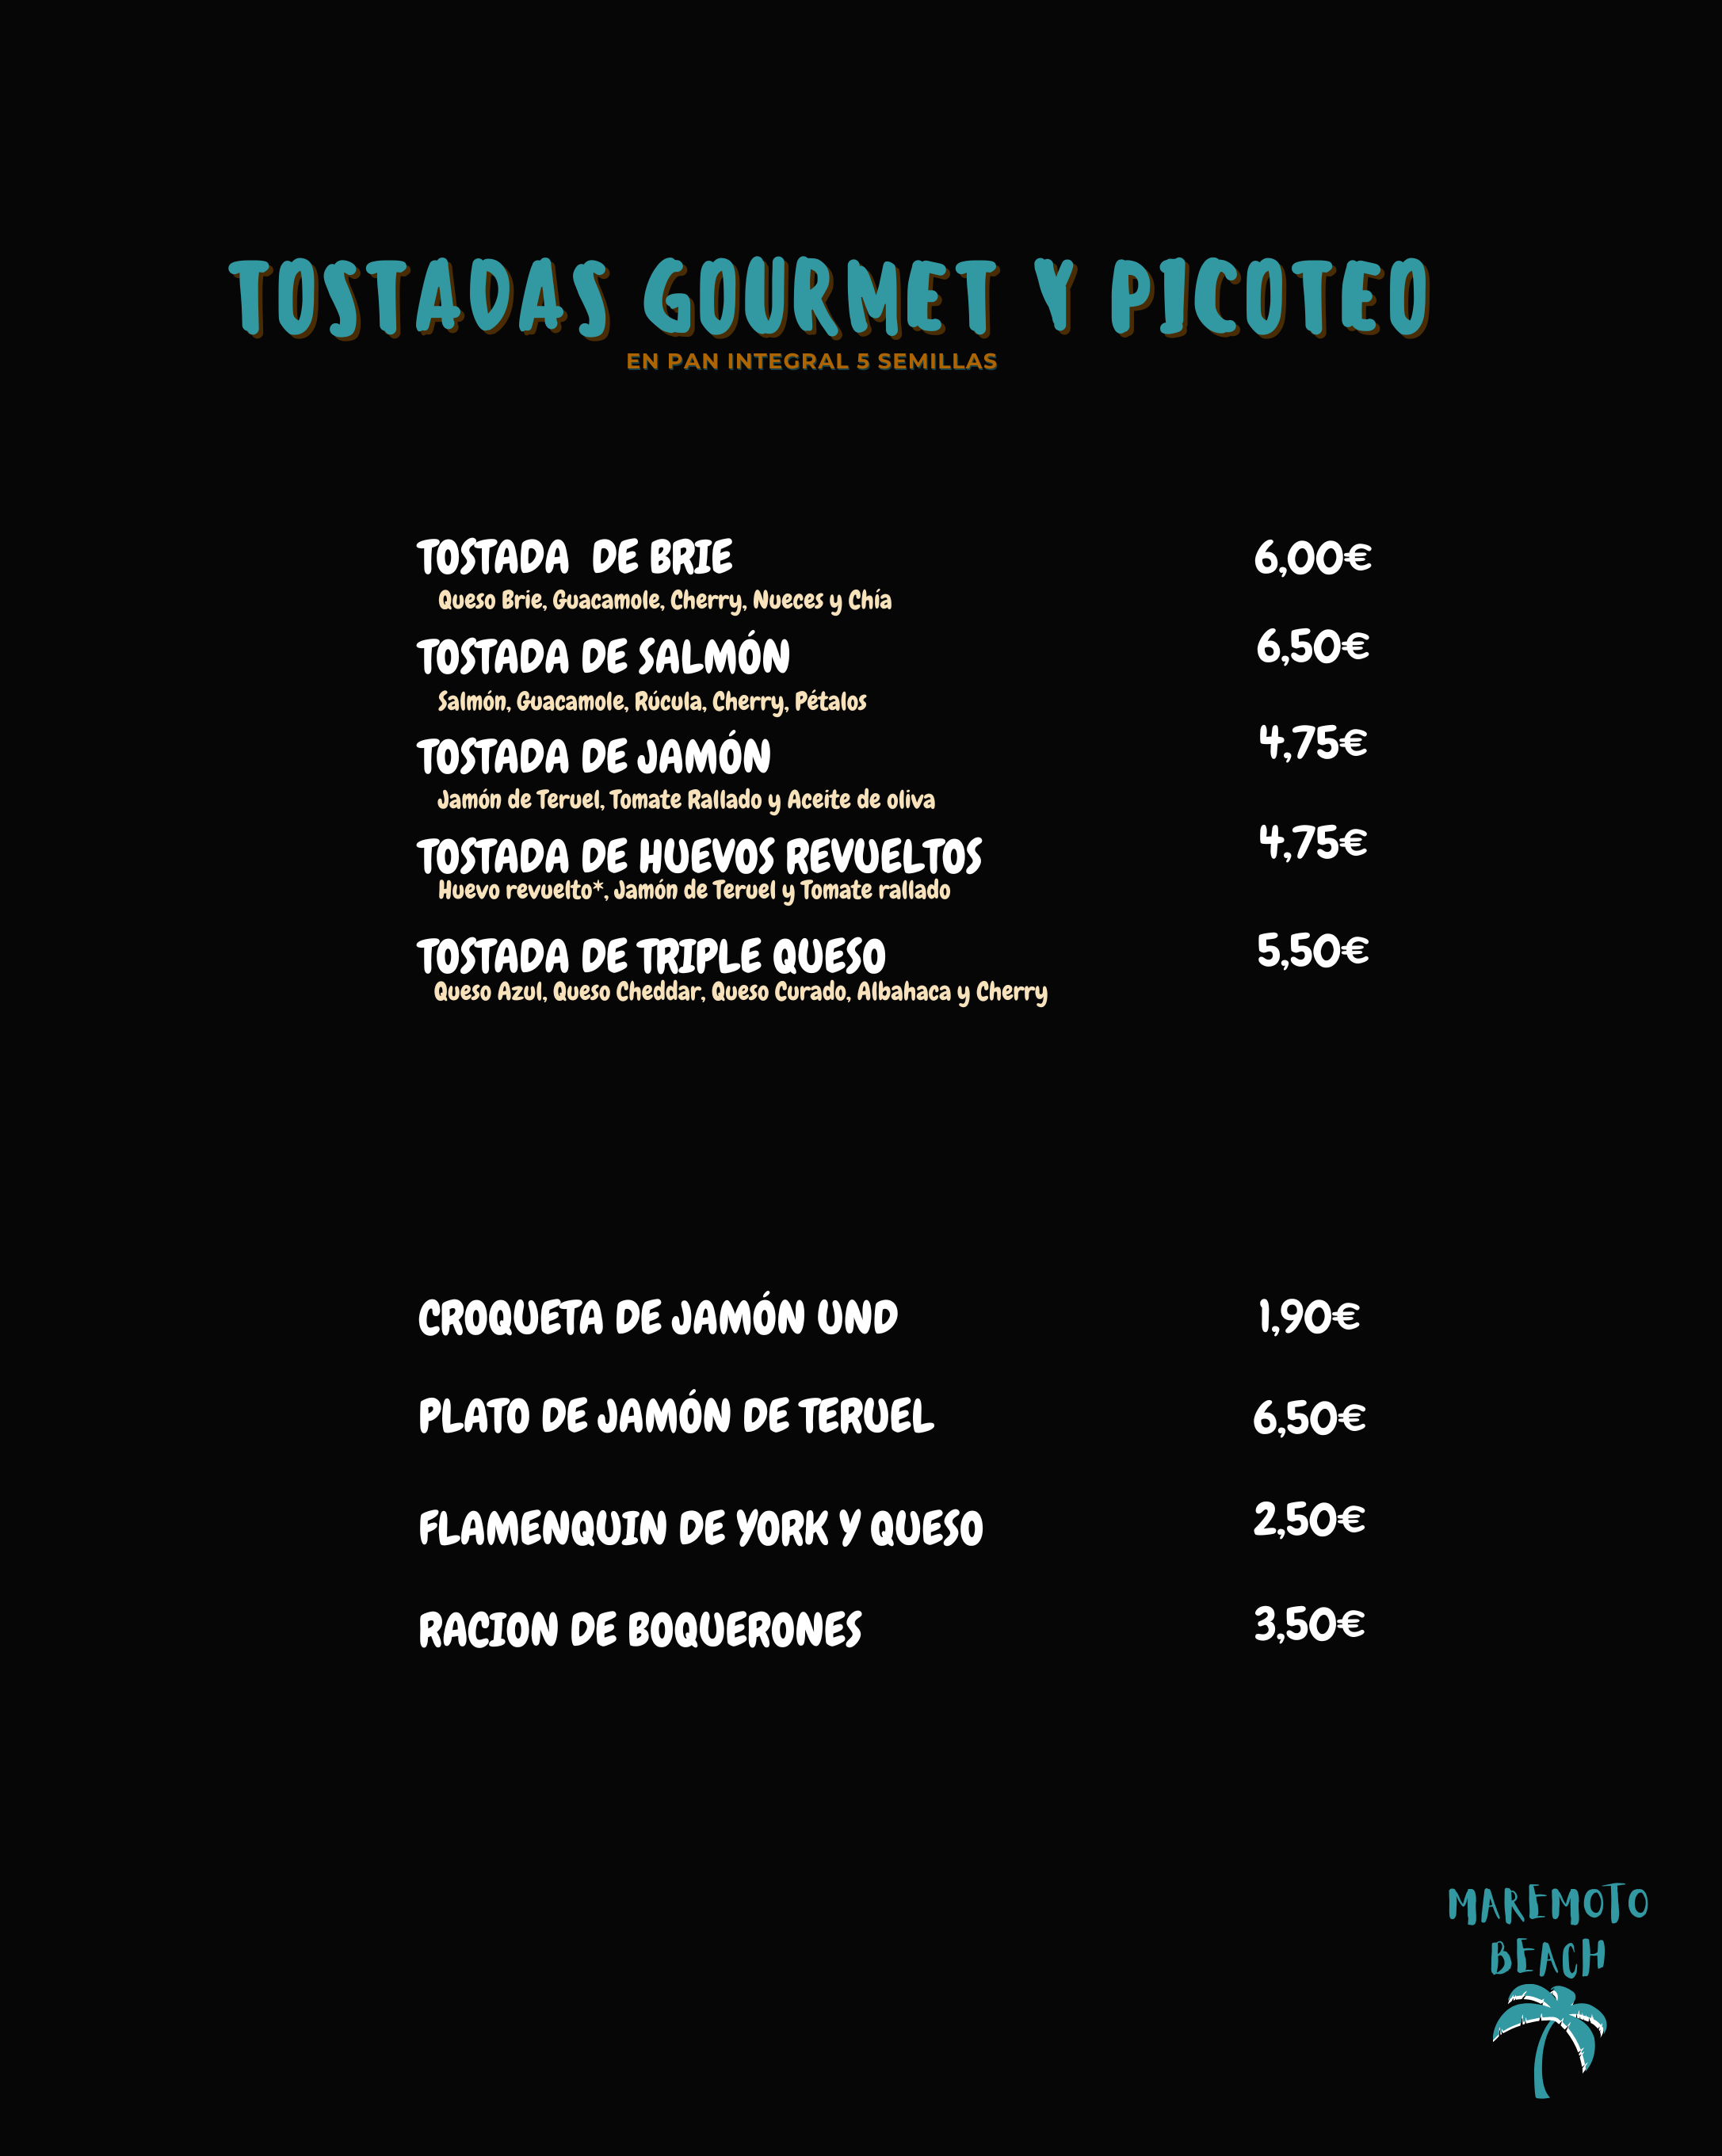 TOSTADAS GOURMET Y PICOTEO
EN PAN INTEGRAL 5 SEMILLAS
TOSTADA DE BRIE 6,00€
Queso Brie, Guacamole, Cherry, Nueces y Chía
TOSTADA DE SALMÓN 6,50€
Salmón, Guacamole, Rúcula, Cherry, Pétalos
TOSTADA DE JAMÓN 4,75€
Jamón de Teruel, Tomate Rallado y Aceite de oliva
TOSTADA DE HUEVOS REVUELTOS 4,75€
Huevo revuelto*, Jamón de Teruel y Tomate rallado
TOSTADA DE TRIPLE QUESO 5,50€
Queso Azul, Queso Cheddar, Queso Curado, Albahaca y Cherry
CROQUETA DE JAMÓN UND 1,90€
PLATO DE JAMÓN DE TERUEL 6,50€
FLAMENQUIN DE YORK Y QUESO 2,50€
RACION DE BOQUERONES 3,50€
MAREMOTO
BEACH